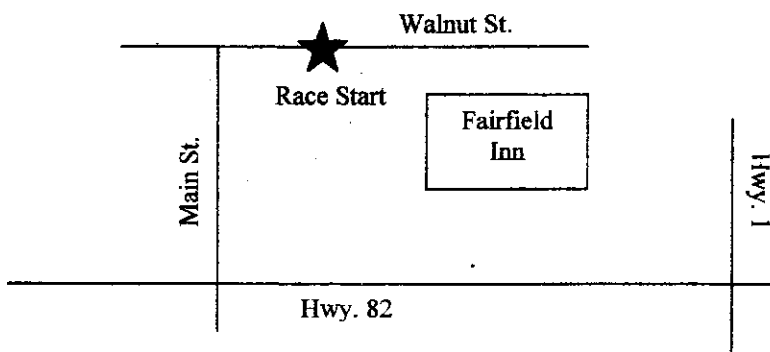 Walnut St.
Race Start
Fairfield
Inn
Main St.
Hwy. 1
Hwy. 82